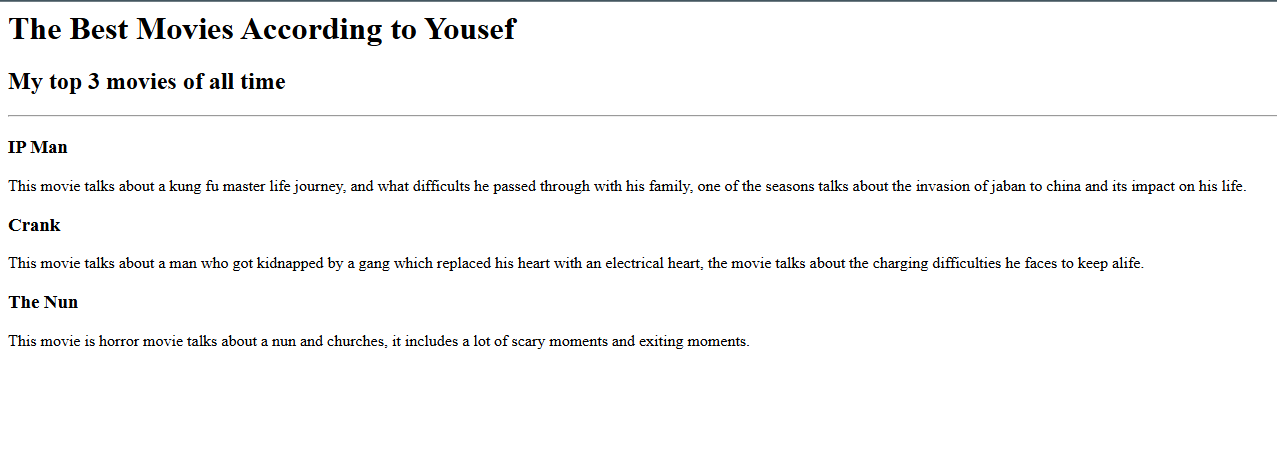 The Best Movies According to Yousef
My top 3 movies of all time
IP Man
This movie talks about a kung fu master life journey, and what difficults he passed through with his family, one of the seasons talks about the invasion of jaban to china and its impact on his life.
Crank
This movie talks about a man who got kidnapped by a gang which replaced his heart with an electrical heart, the movie talks about the charging difficulties he faces to keep alife.
The Nun
This movie is horror movie talks about a nun and churches, it includes a lot of scary moments and exiting moments.